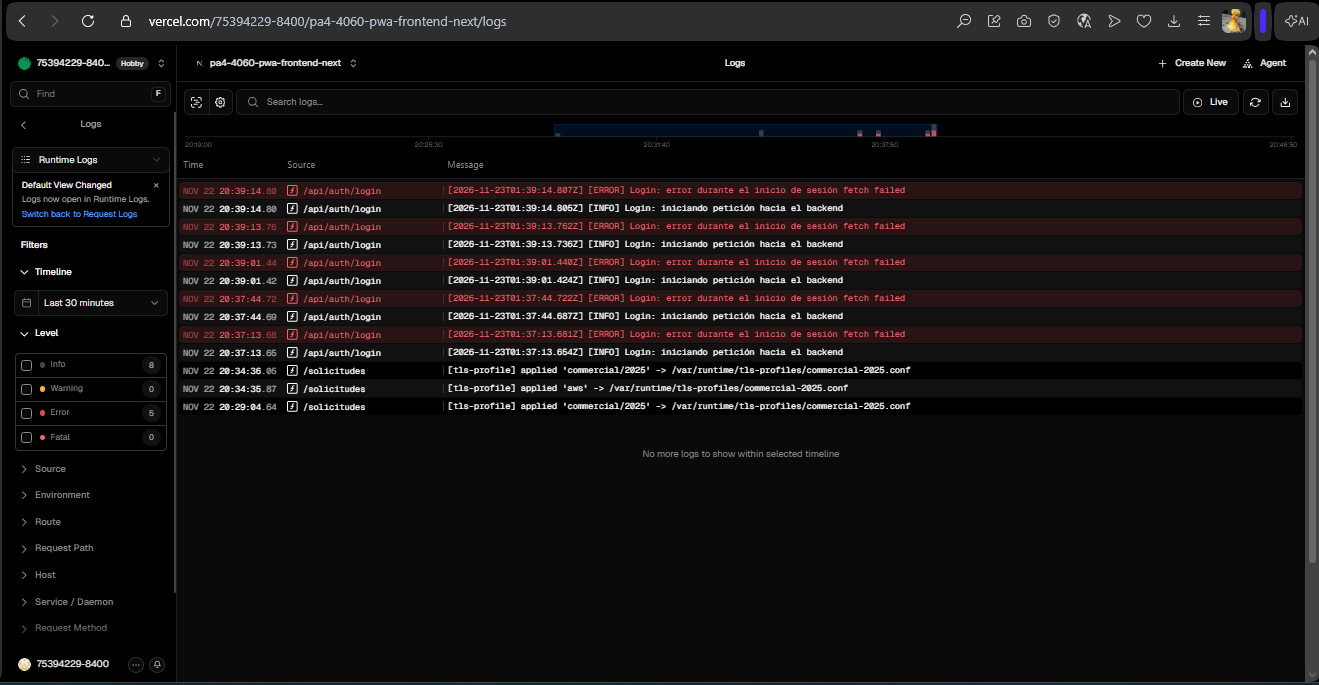 vercel.com/75394229-8400/pa4-4060-pwa-frontend-next/logs
AI
75394229-840... Hobby
pa4-4060-pwa-frontend-next
Logs
Create New
Agent
Find F
Search logs...
Live
Logs
20:19:00 20:25:30 20:31:40 20:37:50 20:48:50
Runtime Logs
Default View Changed
Logs now open in Runtime Logs.
Switch back to Request Logs
Filters
Timeline
Last 30 minutes
Level
Info 8
Warning 0
Error 5
Fatal 0
Source
Environment
Route
Request Path
Host
Service / Daemon
Request Method
75394229-8400
Time Source Message
NOV 22 20:39:14.80 /api/auth/login [2026-11-23T01:39:14.807Z] [ERROR] Login: error durante el inicio de sesión fetch failed
NOV 22 20:39:14.80 /api/auth/login [2026-11-23T01:39:14.805Z] [INFO] Login: iniciando petición hacia el backend
NOV 22 20:39:13.76 /api/auth/login [2026-11-23T01:39:13.762Z] [ERROR] Login: error durante el inicio de sesión fetch failed
NOV 22 20:39:13.73 /api/auth/login [2026-11-23T01:39:13.736Z] [INFO] Login: iniciando petición hacia el backend
NOV 22 20:39:01.44 /api/auth/login [2026-11-23T01:39:01.440Z] [ERROR] Login: error durante el inicio de sesión fetch failed
NOV 22 20:39:01.42 /api/auth/login [2026-11-23T01:39:01.424Z] [INFO] Login: iniciando petición hacia el backend
NOV 22 20:37:44.72 /api/auth/login [2026-11-23T01:37:44.722Z] [ERROR] Login: error durante el inicio de sesión fetch failed
NOV 22 20:37:44.69 /api/auth/login [2026-11-23T01:37:44.687Z] [INFO] Login: iniciando petición hacia el backend
NOV 22 20:37:13.68 /api/auth/login [2026-11-23T01:37:13.681Z] [ERROR] Login: error durante el inicio de sesión fetch failed
NOV 22 20:37:13.65 /api/auth/login [2026-11-23T01:37:13.654Z] [INFO] Login: iniciando petición hacia el backend
NOV 22 20:34:36.05 /solicitudes [tls-profile] applied 'commercial/2025' -> /var/runtime/tls-profiles/commercial-2025.conf
NOV 22 20:34:35.87 /solicitudes [tls-profile] applied 'aws' -> /var/runtime/tls-profiles/commercial-2025.conf
NOV 22 20:29:04.64 /solicitudes [tls-profile] applied 'commercial/2025' -> /var/runtime/tls-profiles/commercial-2025.conf
No more logs to show within selected timeline